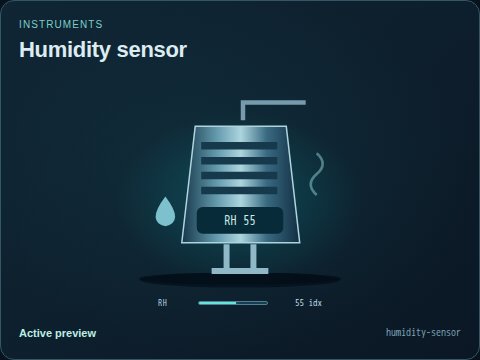 INSTRUMENTS
Humidity sensor
RH 55
RH 55 idx
Active preview humidity-sensor